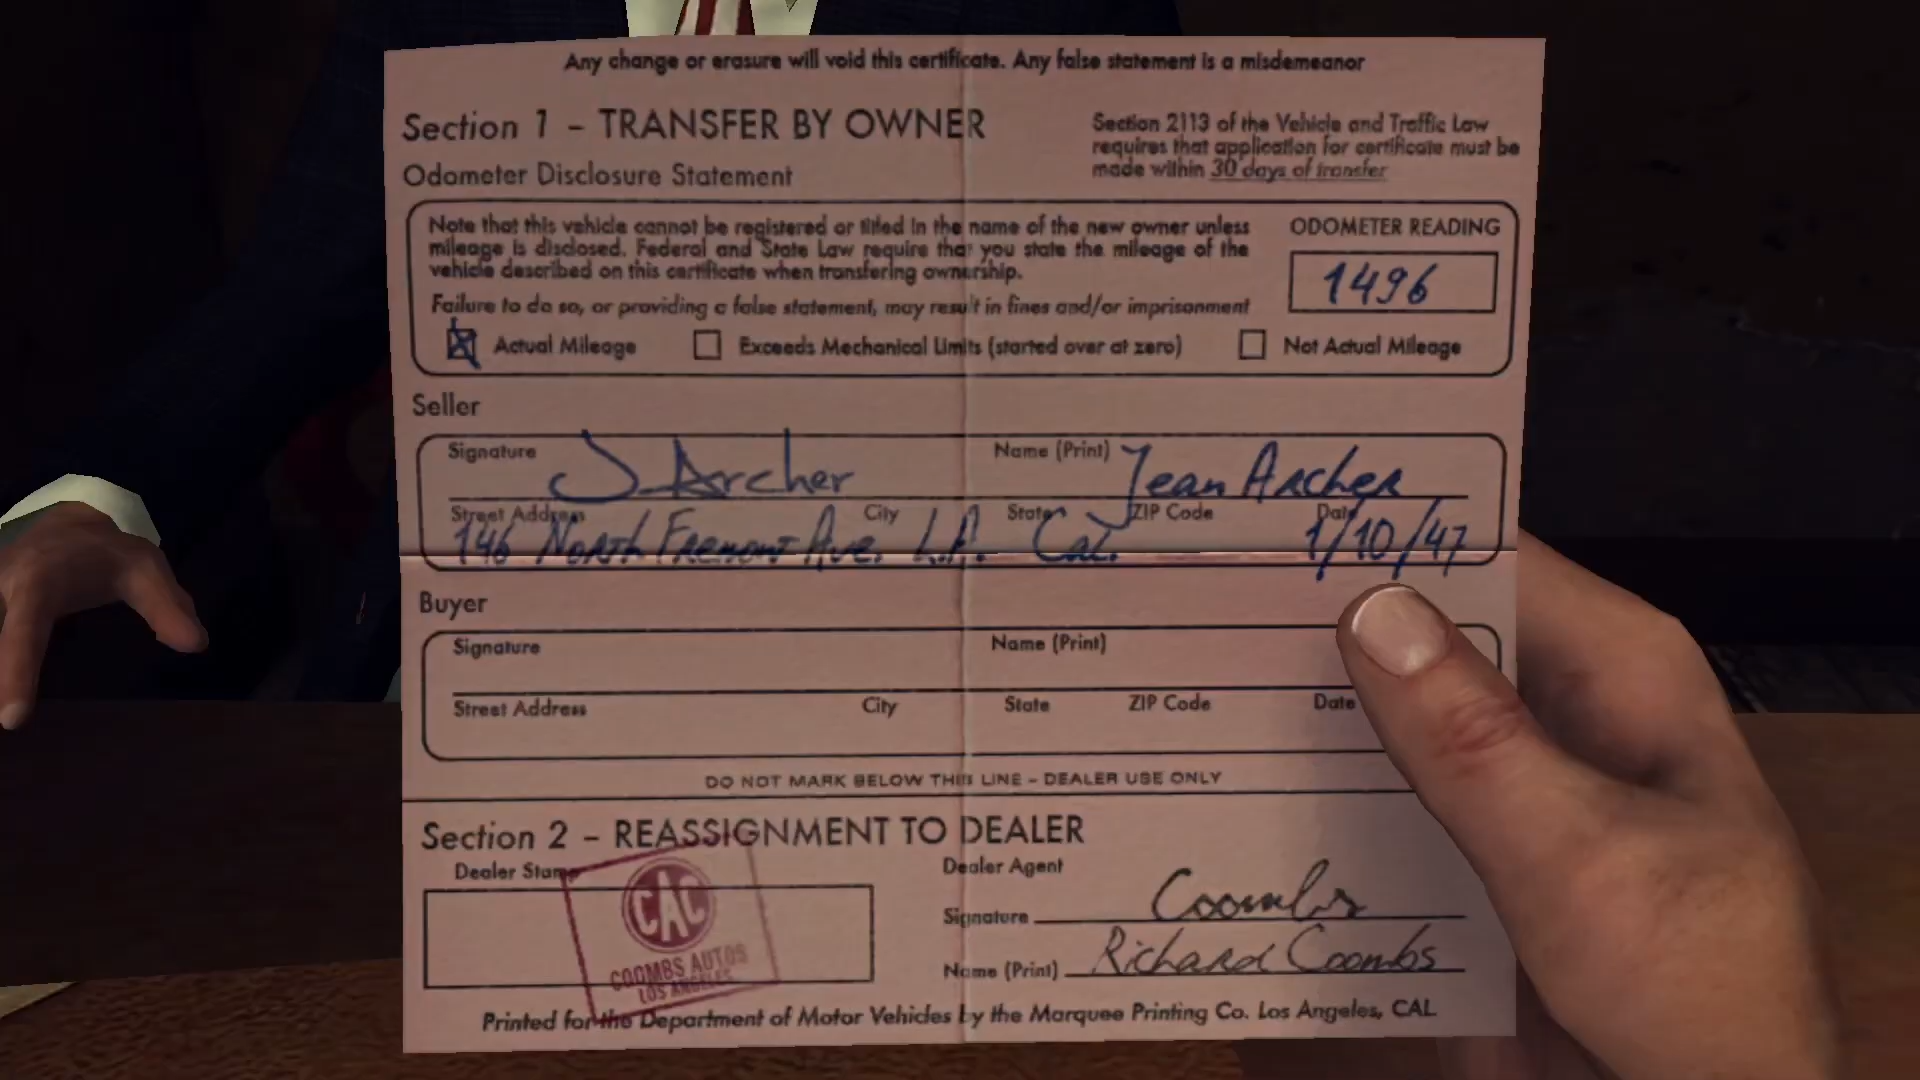 Any change or erasure will void this certificate. Any false statement is a misdemeanor
Section 1 – TRANSFER BY OWNER
Odometer Disclosure Statement
Section 2113 of the Vehicle and Traffic Law
requires that application for certificate must be
made within 30 days of transfer
Note that this vehicle cannot be registered or titled in the name of the new owner unless
mileage is disclosed. Federal and State Law require that you state the mileage of the
vehicle described on this certificate when transfering ownership.
Failure to do so, or providing a false statement, may result in fines and/or imprisonment
ODOMETER READING
1496
Actual Mileage Exceeds Mechanical Limits (started over at zero) Not Actual Mileage
Seller
Signature J Archer Name (Print) Jean Archer
Street Address City State ZIP Code Date
146 North Fremont Ave. L.A. Cal. 1/10/47
Buyer
Signature Name (Print)
Street Address City State ZIP Code Date
DO NOT MARK BELOW THIS LINE – DEALER USE ONLY
Section 2 – REASSIGNMENT TO DEALER
Dealer Stamp
CAC
COOMBS AUTOS
LOS ANGELES
Dealer Agent
Signature Coombs
Name (Print) Richard Coombs
Printed for the Department of Motor Vehicles by the Marquee Printing Co. Los Angeles, CAL